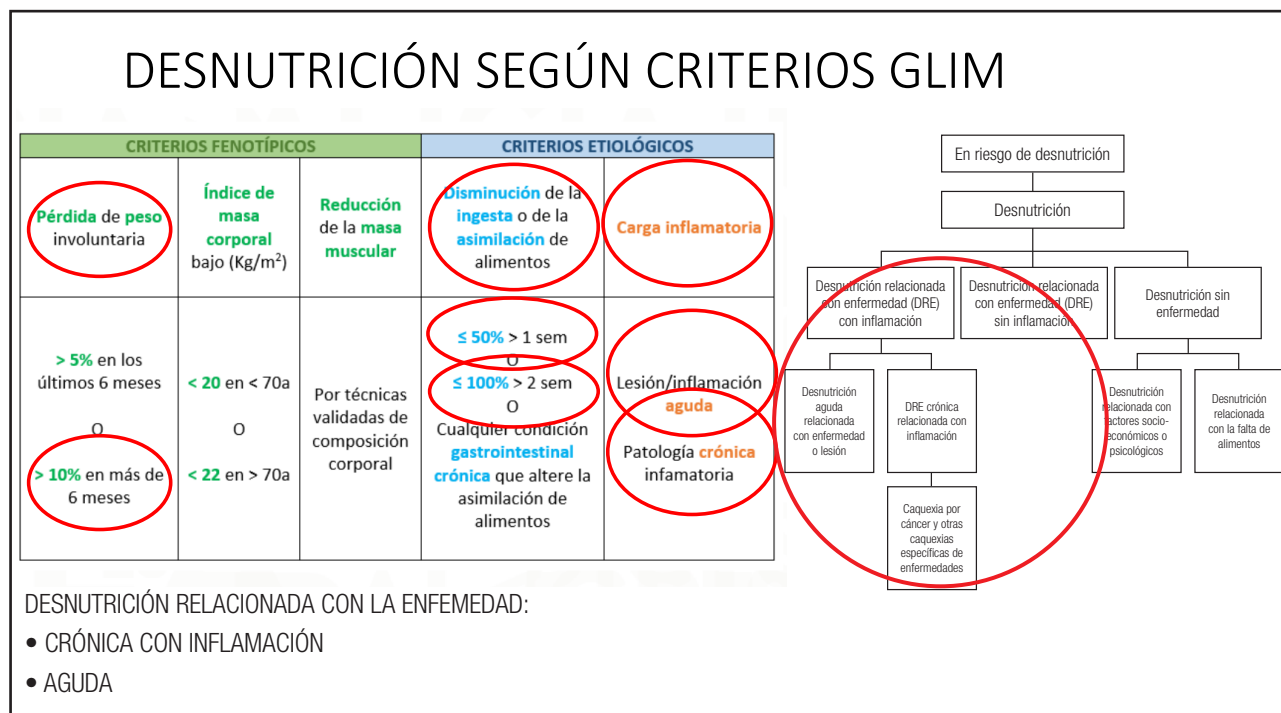 DESNUTRICIÓN SEGÚN CRITERIOS GLIM
CRITERIOS FENOTÍPICOS
CRITERIOS ETIOLÓGICOS
Pérdida de peso
involuntaria
Índice de
masa
corporal
bajo (Kg/m²)
Reducción
de la masa
muscular
Disminución de la
ingesta o de la
asimilación de
alimentos
Carga inflamatoria
> 5% en los
últimos 6 meses
O
> 10% en más de
6 meses
< 20 en < 70a
O
< 22 en > 70a
Por técnicas
validadas de
composición
corporal
≤ 50% > 1 sem
O
≤ 100% > 2 sem
O
Cualquier condición
gastrointestinal
crónica que altere la
asimilación de
alimentos
Lesión/inflamación
aguda
Patología crónica
infamatoria
En riesgo de desnutrición
Desnutrición
Desnutrición relacionada
con enfermedad (DRE)
con inflamación
Desnutrición relacionada
con enfermedad (DRE)
sin inflamación
Desnutrición sin
enfermedad
Desnutrición
aguda
relacionada
con enfermedad
o lesión
DRE crónica
relacionada con
inflamación
Desnutrición
relacionada con
factores socio-
económicos o
psicológicos
Desnutrición
relacionada
con la falta de
alimentos
Caquexia por
cáncer y otras
caquexias
específicas de
enfermedades
DESNUTRICIÓN RELACIONADA CON LA ENFEMEDAD:
• CRÓNICA CON INFLAMACIÓN
• AGUDA